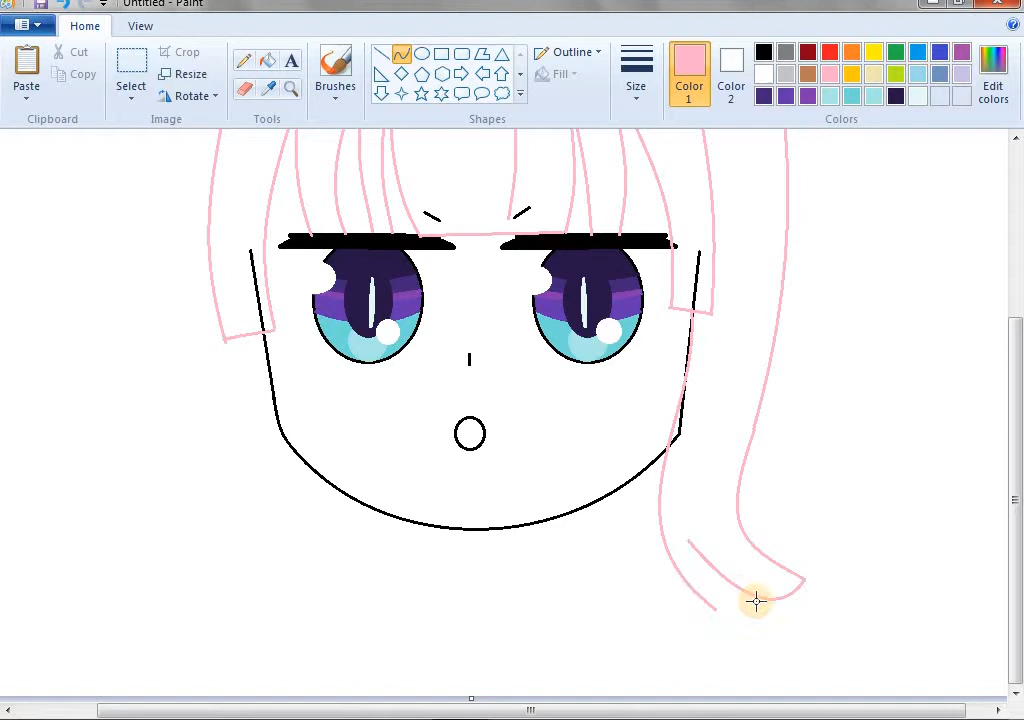 Untitled - Paint
Home View
Cut
Copy
Paste
Clipboard
Select
Crop
Resize
Rotate
Image
A
Tools
Brushes
Outline
Fill
Shapes
Size
Color 1
Color 2
Edit colors
Colors